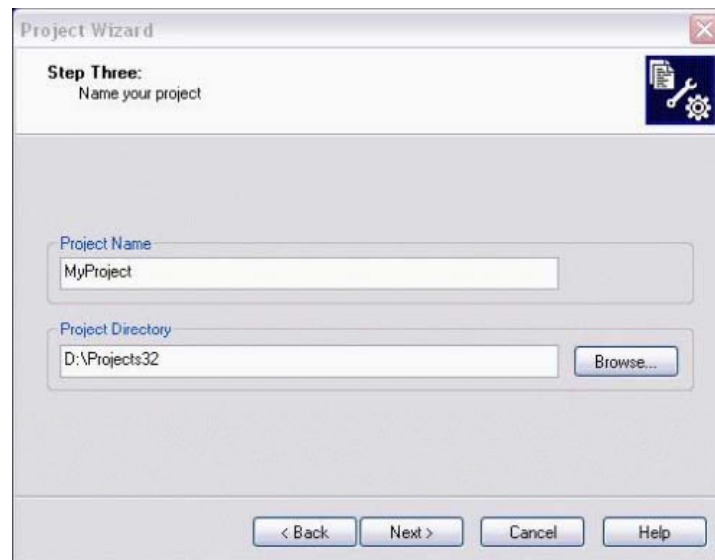 Project Wizard
Step Three:
Name your project
Project Name
MyProject
Project Directory
D:\Projects32
Browse...
< Back
Next >
Cancel
Help